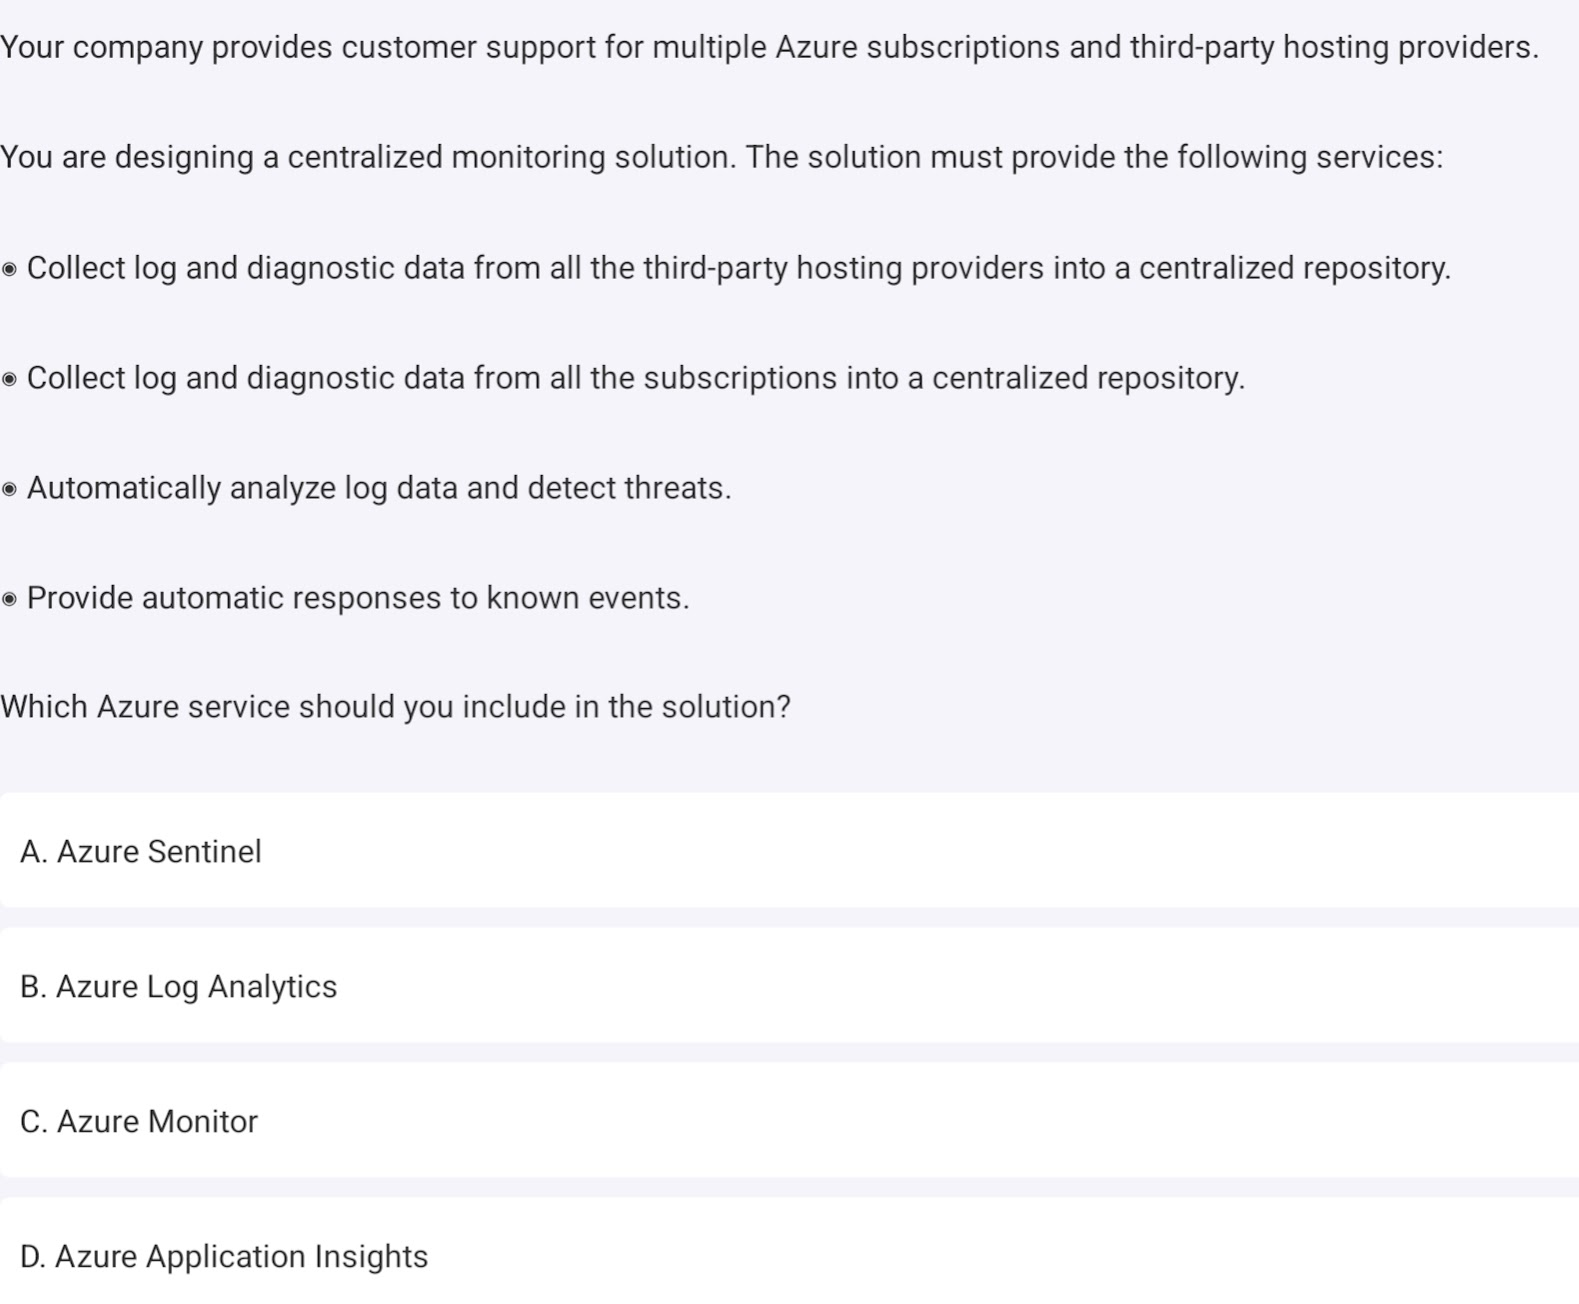 Your company provides customer support for multiple Azure subscriptions and third-party hosting providers.
You are designing a centralized monitoring solution. The solution must provide the following services:
◉ Collect log and diagnostic data from all the third-party hosting providers into a centralized repository.
◉ Collect log and diagnostic data from all the subscriptions into a centralized repository.
◉ Automatically analyze log data and detect threats.
◉ Provide automatic responses to known events.
Which Azure service should you include in the solution?
A. Azure Sentinel
B. Azure Log Analytics
C. Azure Monitor
D. Azure Application Insights